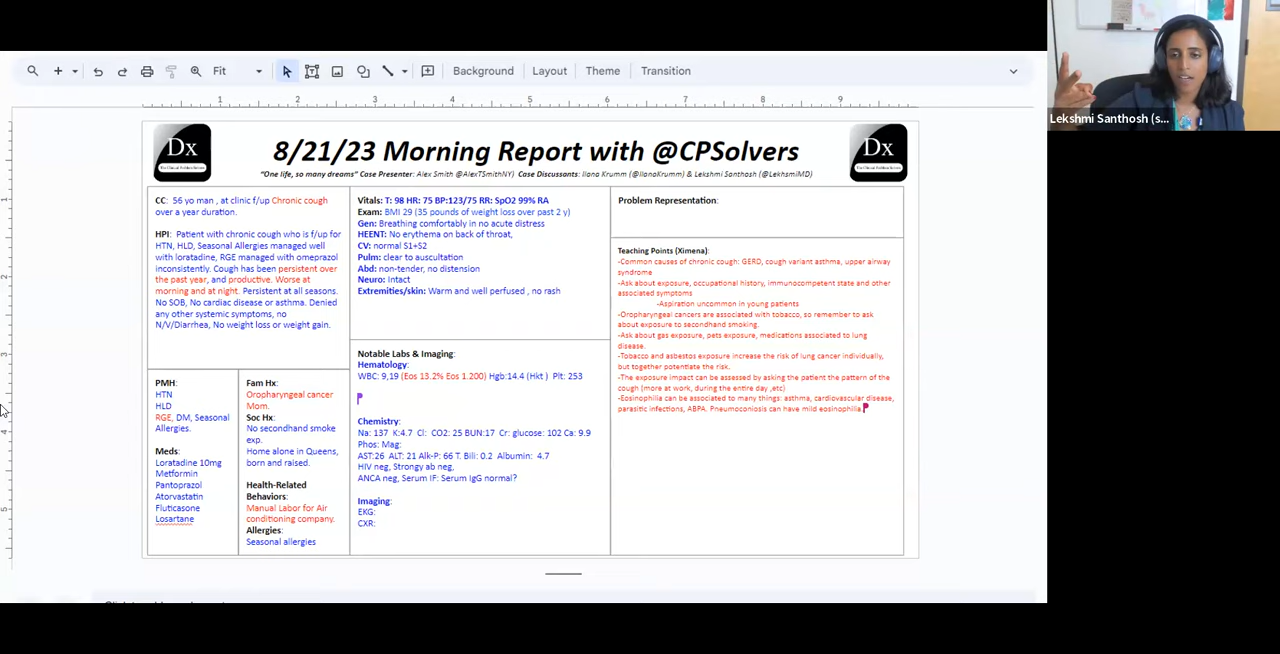 Fit
Background
Layout
Theme
Transition
Lekshmi Santhosh (s...
1
2
3
4
5
6
7
8
9
Dx
8/21/23 Morning Report with @CPSolvers
Dx
"One life, so many dreams" Case Presenter: Alex Smith @AlexTSmithNY) Case Discussants: Ilana Krumm (@IlanaKrumm) & Lekshmi Santhosh (@LekhsmiMD)
CC: 56 yo man , at clinic f/up Chronic cough
over a year duration.
HPI: Patient with chronic cough who is f/up for
HTN, HLD, Seasonal Allergies managed well
with loratadine, RGE managed with omeprazol
inconsistently. Cough has been persistent over
the past year, and productive. Worse at
morning and at night. Persistent at all seasons.
No SOB, No cardiac disease or asthma. Denied
any other systemic symptoms, no
N/V/Diarrhea, No weight loss or weight gain.
PMH:
HTN
HLD
RGE, DM, Seasonal
Allergies.
Meds:
Loratadine 10mg
Metformin
Pantoprazol
Atorvastatin
Fluticasone
Losartane
Fam Hx:
Oropharyngeal cancer
Mom.
Soc Hx:
No secondhand smoke
exp.
Home alone in Queens,
born and raised.
Health-Related
Behaviors:
Manual Labor for Air
conditioning company.
Allergies:
Seasonal allergies
Vitals: T: 98 HR: 75 BP:123/75 RR: SpO2 99% RA
Exam: BMI 29 (35 pounds of weight loss over past 2 y)
Gen: Breathing comfortably in no acute distress
HEENT: No erythema on back of throat,
CV: normal S1+S2
Pulm: clear to auscultation
Abd: non-tender, no distension
Neuro: Intact
Extremities/skin: Warm and well perfused , no rash
Notable Labs & Imaging:
Hematology:
WBC: 9,19 (Eos 13.2% Eos 1.200) Hgb:14.4 (Hkt ) Plt: 253
Chemistry:
Na: 137 K:4.7 Cl: CO2: 25 BUN:17 Cr: glucose: 102 Ca: 9.9
Phos: Mag:
AST:26 ALT: 21 Alk-P: 66 T. Bili: 0.2 Albumin: 4.7
HIV neg, Strongy ab neg,
ANCA neg, Serum IF: Serum IgG normal?
Imaging:
EKG:
CXR:
Problem Representation:
Teaching Points (Ximena):
-Common causes of chronic cough: GERD, cough variant asthma, upper airway
syndrome
-Ask about exposure, occupational history, immunocompetent state and other
associated symptoms
-Aspiration uncommon in young patients
-Oropharyngeal cancers are associated with tobacco, so remember to ask
about exposure to secondhand smoking,
-Ask about gas exposure, pets exposure, medications associated to lung
disease.
-Tobacco and asbestos exposure increase the risk of lung cancer individually,
but together potentiate the risk.
-The exposure impact can be assessed by asking the patient the pattern of the
cough (more at work, during the entire day ,etc)
-Eosinophilia can be associated to many things: asthma, cardiovascular disease,
parasitic infections, ABPA. Pneumoconiosis can have mild eosinophilia